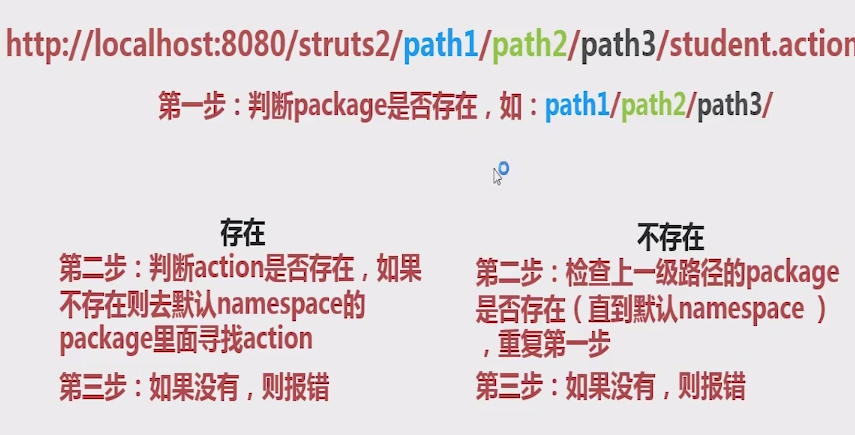 http://localhost:8080/struts2/path1/path2/path3/student.action
第一步：判断package是否存在，如：path1/path2/path3/
存在
第二步：判断action是否存在，如果
不存在则去默认namespace的
package里面寻找action
第三步：如果没有，则报错
不存在
第二步：检查上一级路径的package
是否存在（直到默认namespace ）
，重复第一步
第三步：如果没有，则报错